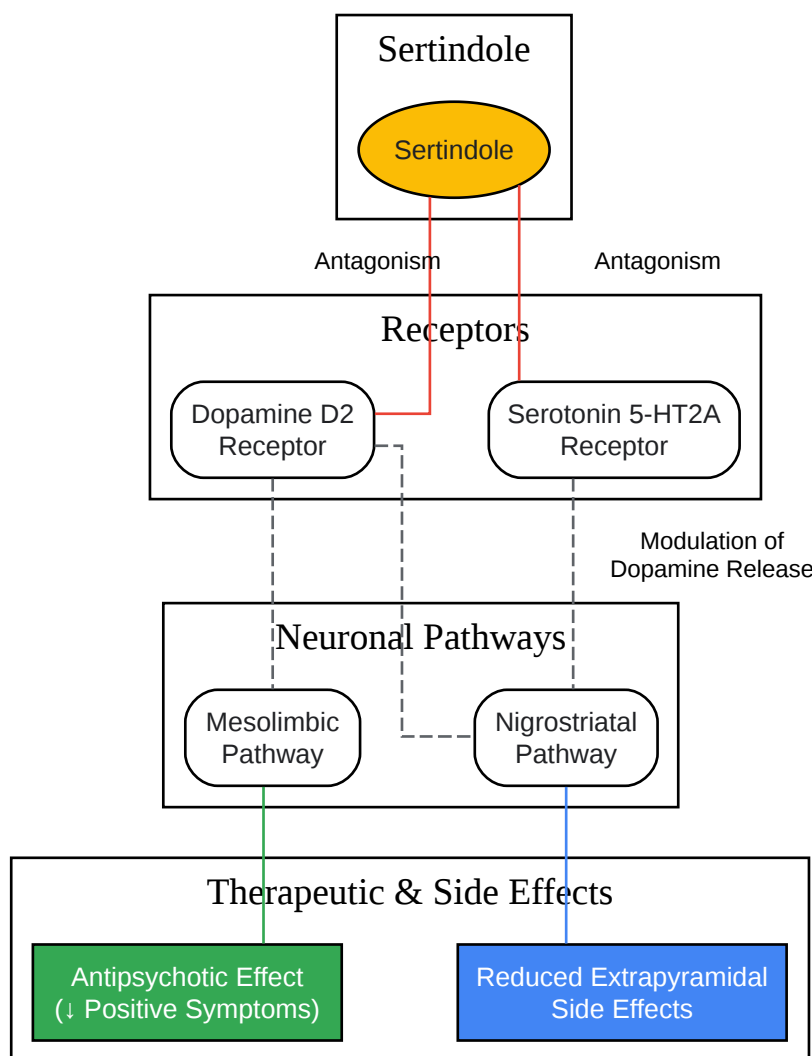 Sertindole
Sertindole
Antagonism
Antagonism
Receptors
Dopamine D2
Receptor
Serotonin 5-HT2A
Receptor
Modulation of
Dopamine Release
Neuronal Pathways
Mesolimbic
Pathway
Nigrostriatal
Pathway
Therapeutic & Side Effects
Antipsychotic Effect
(↓ Positive Symptoms)
Reduced Extrapyramidal
Side Effects